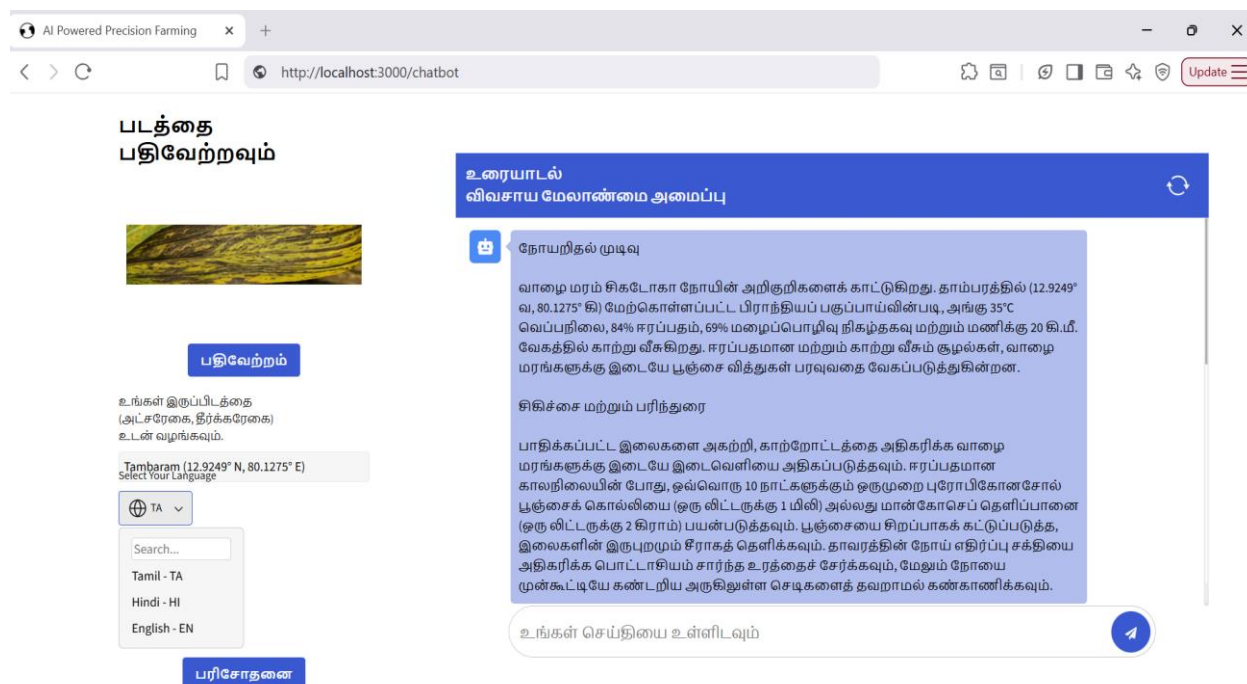 AI Powered Precision Farming
http://localhost:3000/chatbot
Update
படத்தை
பதிவேற்றவும்
பதிவேற்றம்
உங்கள் இருப்பிடத்தை
(அட்சரேகை, தீர்க்கரேகை)
உடன் வழங்கவும்.
Tambaram (12.9249° N, 80.1275° E)
Select Your Language
TA
Search...
Tamil - TA
Hindi - HI
English - EN
பரிசோதனை
உரையாடல்
விவசாய மேலாண்மை அமைப்பு
நோயறிதல் முடிவு
வாழை மரம் சிகடோகா நோயின் அறிகுறிகளைக் காட்டுகிறது. தாம்பரத்தில் (12.9249°
வ, 80.1275° கி) மேற்கொள்ளப்பட்ட பிராந்தியப் பகுப்பாய்வின்படி, அங்கு 35°C
வெப்பநிலை, 84% ஈரப்பதம், 69% மழைப்பொழிவு நிகழ்தகவு மற்றும் மணிக்கு 20 கி.மீ.
வேகத்தில் காற்று வீசுகிறது. ஈரப்பதமான மற்றும் காற்று வீசும் சூழல்கள், வாழை
மரங்களுக்கு இடையே பூஞ்சை வித்துகள் பரவுவதை வேகப்படுத்துகின்றன.
சிகிச்சை மற்றும் பரிந்துரை
பாதிக்கப்பட்ட இலைகளை அகற்றி, காற்றோட்டத்தை அதிகரிக்க வாழை
மரங்களுக்கு இடையே இடைவெளியை அதிகப்படுத்தவும். ஈரப்பதமான
காலநிலையின் போது, ஒவ்வொரு 10 நாட்களுக்கும் ஒருமுறை புரோபிகோனசோல்
பூஞ்சைக் கொல்லியை (ஒரு லிட்டருக்கு 1 மிலி) அல்லது மான்கோசெப் தெளிப்பானை
(ஒரு லிட்டருக்கு 2 கிராம்) பயன்படுத்தவும். பூஞ்சையை சிறப்பாகக் கட்டுப்படுத்த,
இலைகளின் இருபுறமும் சீராகத் தெளிக்கவும். தாவரத்தின் நோய் எதிர்ப்பு சக்தியை
அதிகரிக்க பொட்டாசியம் சார்ந்த உரத்தைச் சேர்க்கவும், மேலும் நோயை
முன்கூட்டியே கண்டறிய அருகிலுள்ள செடிகளைத் தவறாமல் கண்காணிக்கவும்.
உங்கள் செய்தியை உள்ளிடவும்